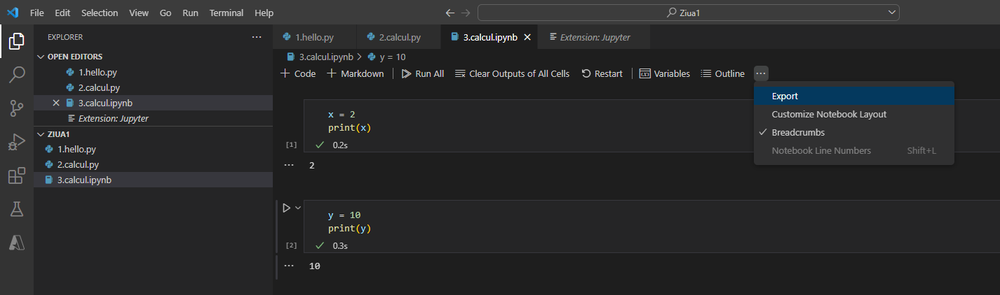 File Edit Selection View Go Run Terminal Help
Ziua1
EXPLORER
OPEN EDITORS
1.hello.py
2.calcul.py
3.calcul.ipynb
Extension: Jupyter
ZIUA1
1.hello.py
2.calcul.py
3.calcul.ipynb
1.hello.py 2.calcul.py 3.calcul.ipynb Extension: Jupyter
3.calcul.ipynb > y = 10
Code Markdown Run All Clear Outputs of All Cells Restart Variables Outline ...
Export
Customize Notebook Layout
Breadcrumbs
Notebook Line Numbers Shift+L
x = 2
print(x)
[1] 0.2s
2
y = 10
print(y)
[2] 0.3s
10